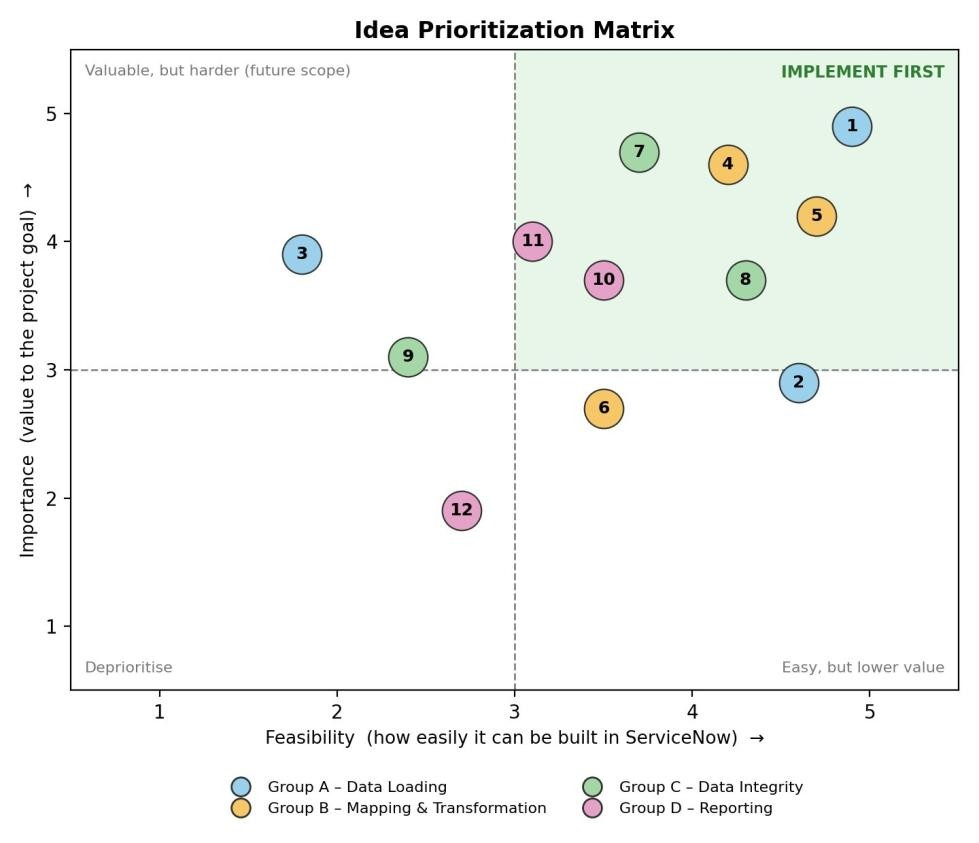 Idea Prioritization Matrix
Valuable, but harder (future scope)
IMPLEMENT FIRST
5
4
3
2
1
Importance (value to the project goal) →
1
7
4
5
11
3
10
8
9
2
6
12
Deprioritise
Easy, but lower value
1 2 3 4 5
Feasibility (how easily it can be built in ServiceNow) →
Group A – Data Loading
Group B – Mapping & Transformation
Group C – Data Integrity
Group D – Reporting